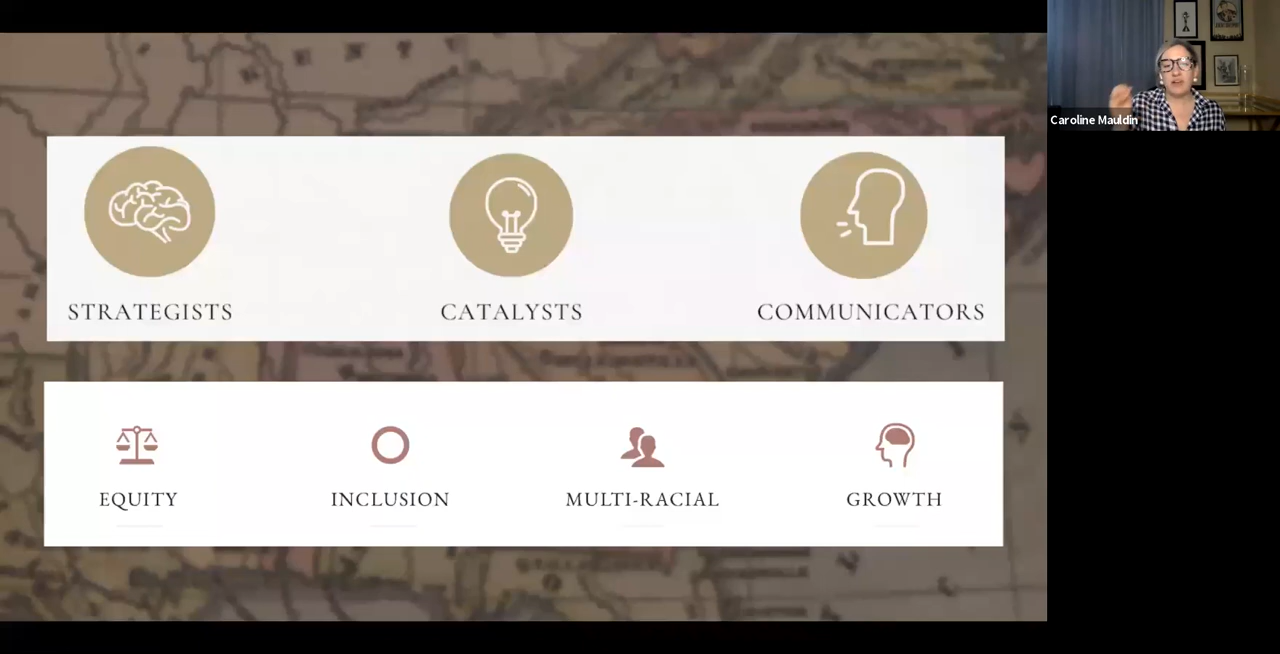 STRATEGISTS
CATALYSTS
COMMUNICATORS
EQUITY
INCLUSION
MULTI-RACIAL
GROWTH
Caroline Mauldin